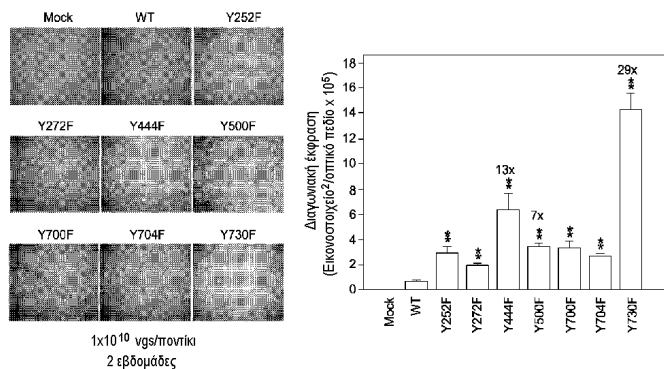 Mock WT Y252F
Y272F Y444F Y500F
Y700F Y704F Y730F
1x10¹⁰ vgs/ποντίκι
2 εβδομάδες
Διαγωνιακή έκφραση
(Εικονοστοιχείο²/οπτικό πεδίο x 10⁵)
18
16
14
12
10
8
6
4
2
0
** ** 13x ** 7x ** ** ** 29x **
Mock WT Y252F Y272F Y444F Y500F Y700F Y704F Y730F